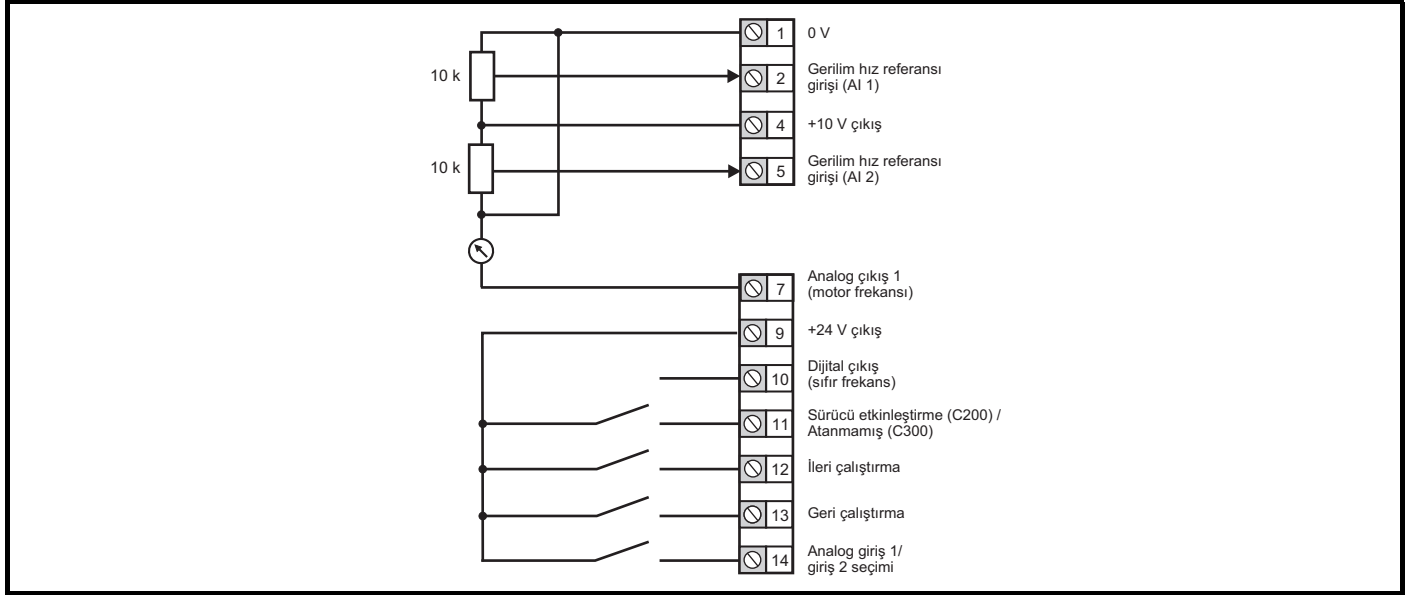 1 0 V
10 k
2 Gerilim hız referansı
girişi (AI 1)
4 +10 V çıkış
10 k
5 Gerilim hız referansı
girişi (AI 2)
7 Analog çıkış 1
(motor frekansı)
9 +24 V çıkış
10 Dijital çıkış
(sıfır frekans)
11 Sürücü etkinleştirme (C200) /
Atanmamış (C300)
12 İleri çalıştırma
13 Geri çalıştırma
14 Analog giriş 1/
giriş 2 seçimi